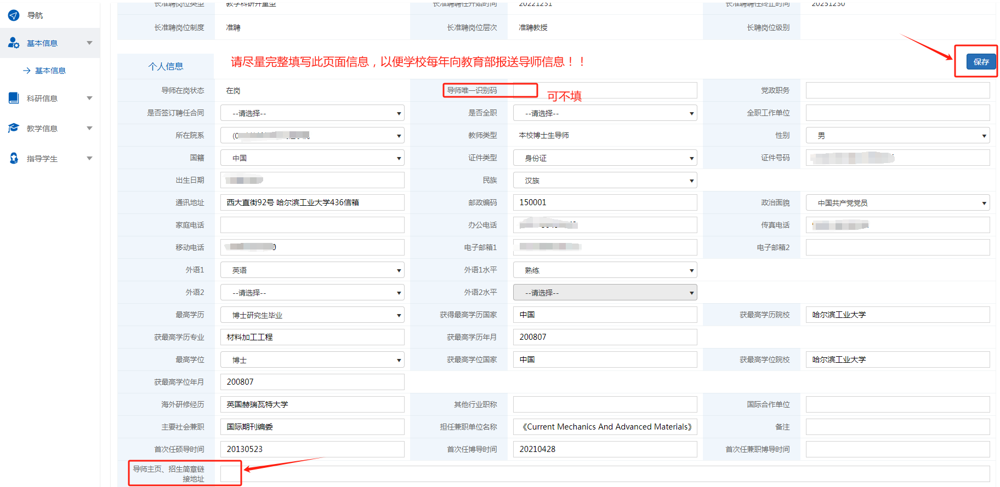 导航
基本信息
基本信息
科研信息
教学信息
指导学生
长准聘岗位类型 教学科研并重型 长准聘聘任开始时间 20221231 长准聘聘任终止时间 20251230
长准聘岗位制度 准聘 长准聘岗位层次 准聘教授 长聘岗位级别
个人信息 请尽量完整填写此页面信息，以便学校每年向教育部报送导师信息！！ 保存
导师在岗状态 在岗 导师唯一识别码 可不填 党政职务
是否签订聘任合同 --请选择-- 是否全职 --请选择-- 全职工作单位
所在院系 (0 教师类型 本校博士生导师 性别 男
国籍 中国 证件类型 身份证 证件号码
出生日期 民族 汉族
通讯地址 西大直街92号 哈尔滨工业大学436信箱 邮政编码 150001 政治面貌 中国共产党党员
家庭电话 办公电话 传真电话
移动电话 0 电子邮箱1 电子邮箱2
外语1 英语 外语1水平 熟练
外语2 --请选择-- 外语2水平 --请选择--
最高学历 博士研究生毕业 获得最高学历国家 中国 获最高学历院校 哈尔滨工业大学
获最高学历专业 材料加工工程 获最高学历年月 200807
最高学位 博士 获最高学位国家 中国 获最高学位院校 哈尔滨工业大学
获最高学位年月 200807
海外研修经历 英国赫瑞瓦特大学 其他行业职称 国际合作单位
主要社会兼职 国际期刊编委 担任兼职单位名称 《Current Mechanics And Advanced Materials》 备注
首次任硕导时间 20130523 首次任博导时间 20210428 首次任兼职博导时间
导师主页、招生简章链
接地址